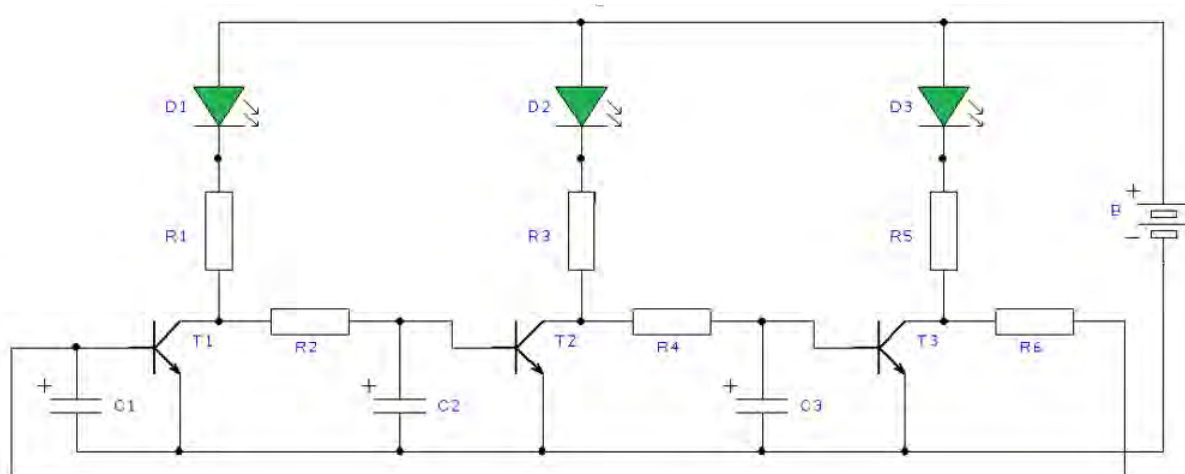 D1
D2
D3
+
B
-
R1
R3
R5
T1
R2
T2
R4
T3
R6
+
C1
+
C2
+
C3